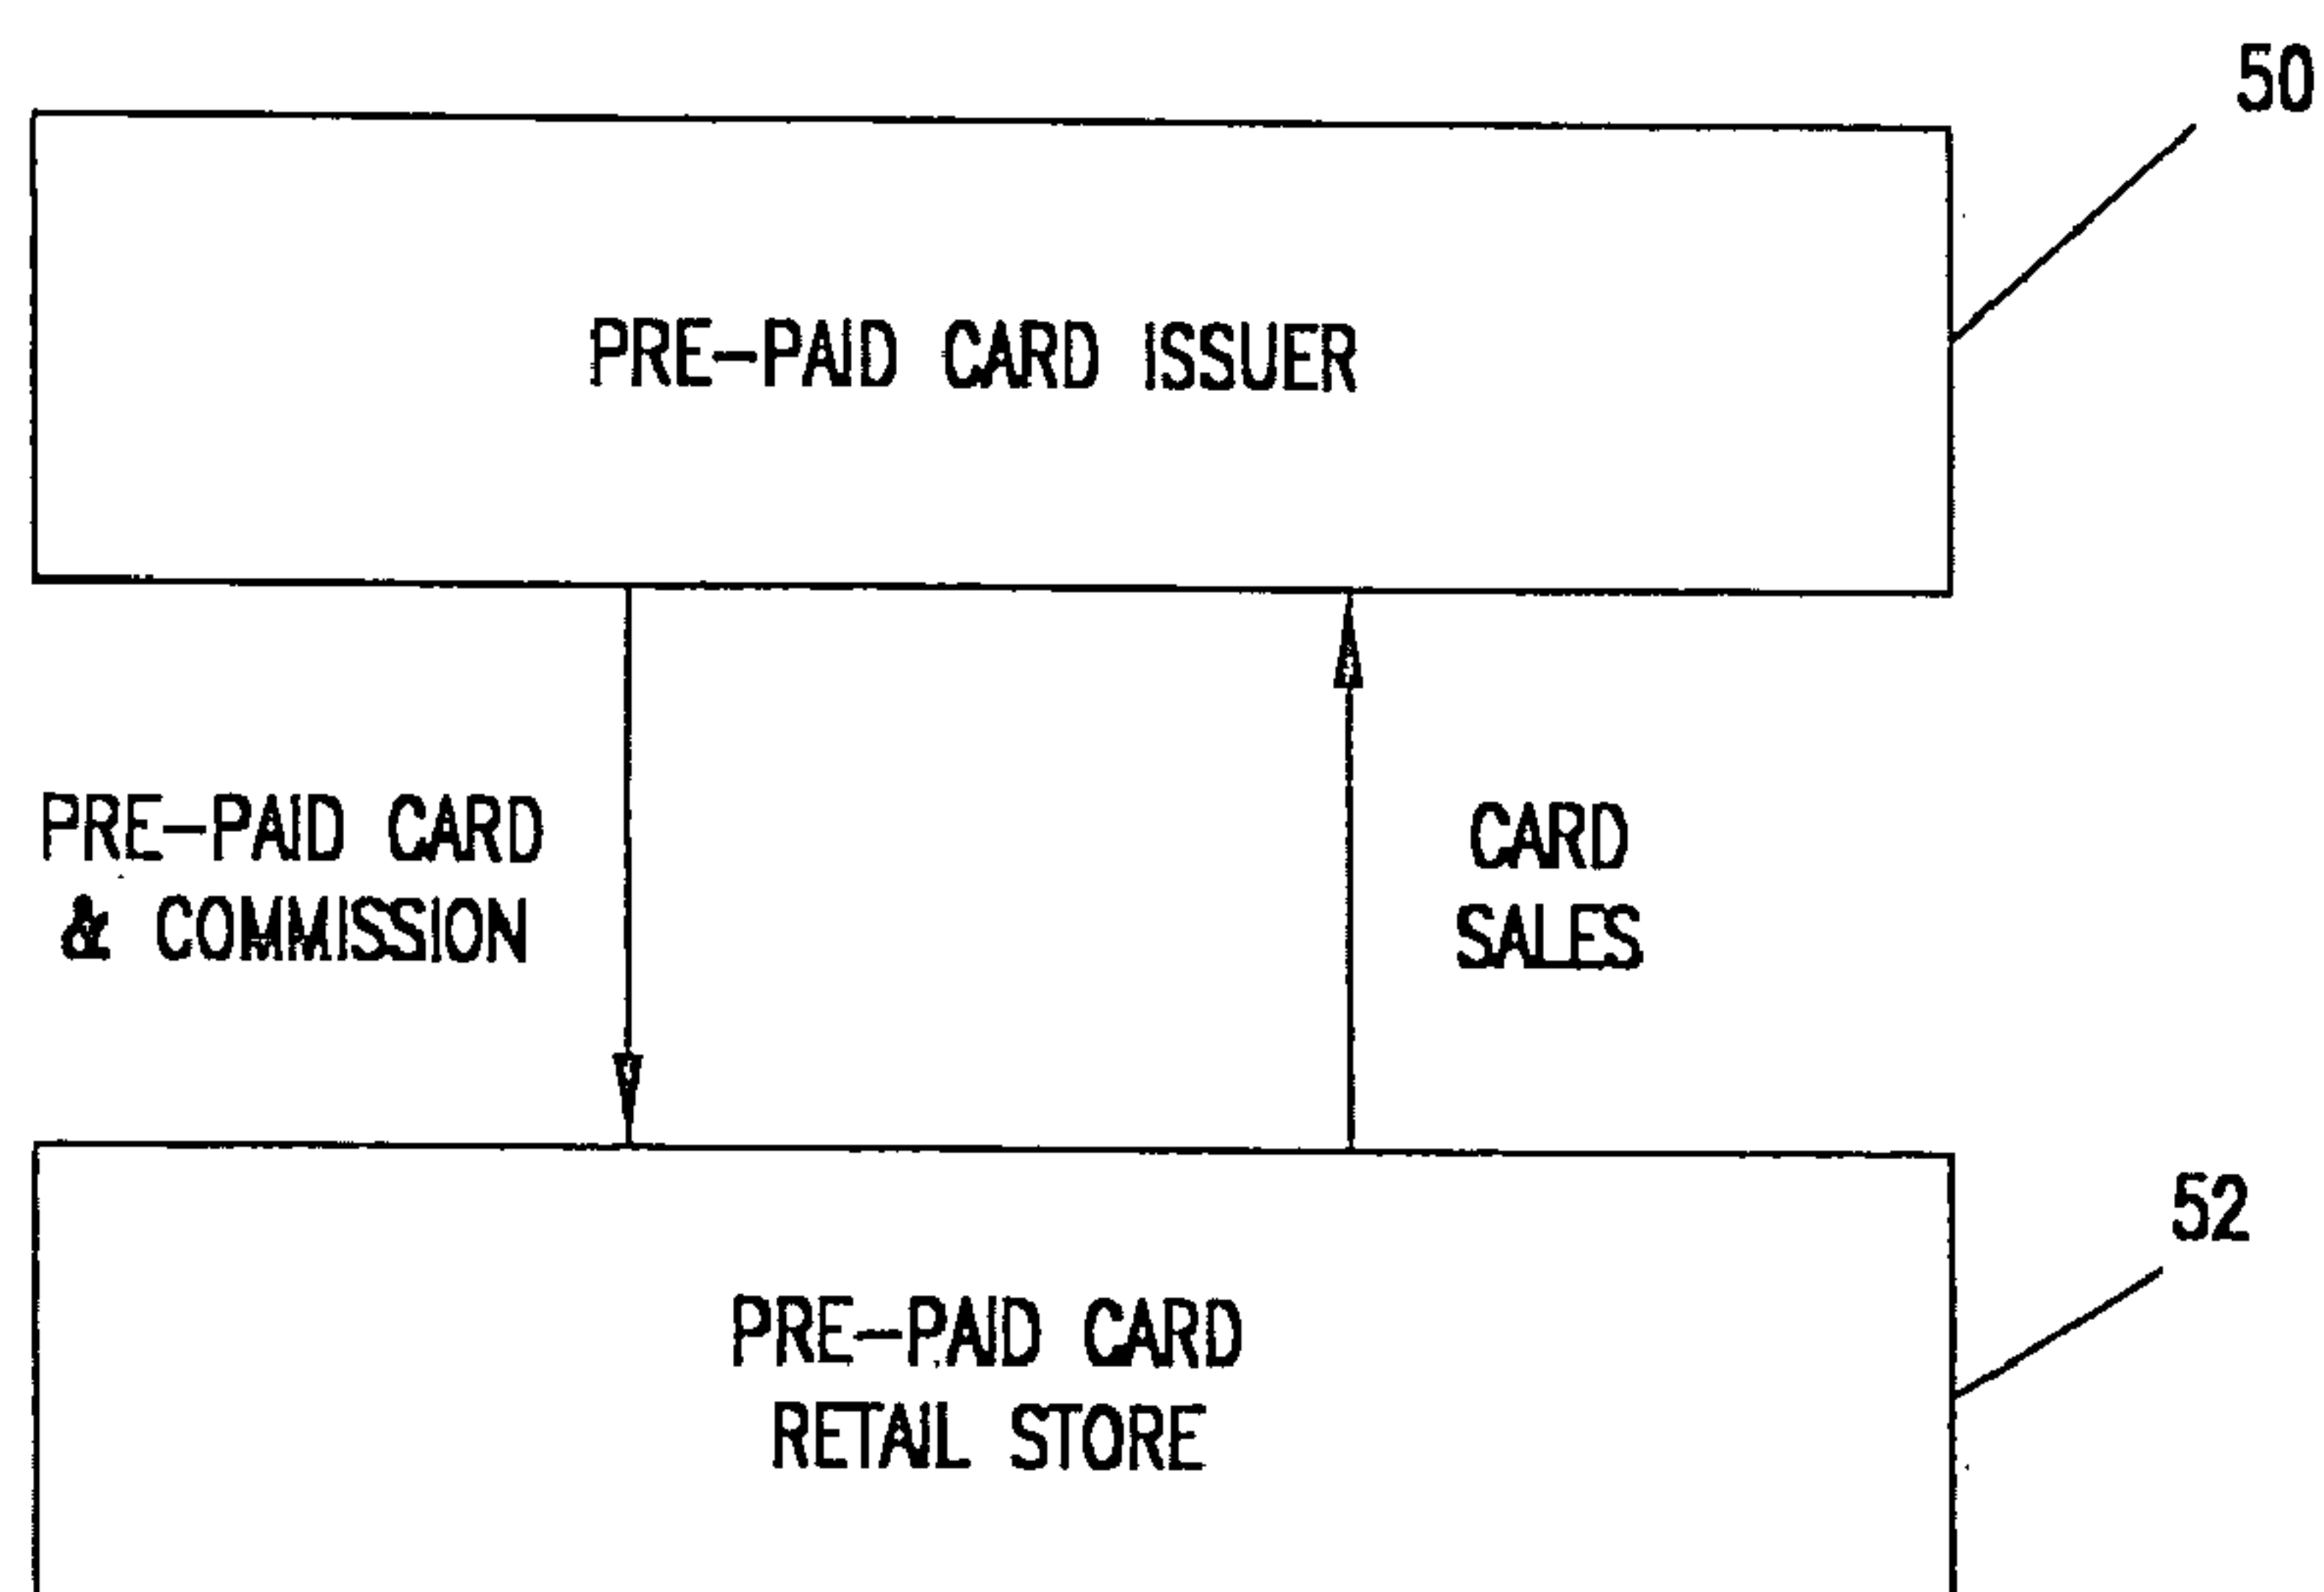 50
PRE-PAID CARD ISSUER
PRE-PAID CARD
& COMMISSION
CARD
SALES
52
PRE-PAID CARD
RETAIL STORE